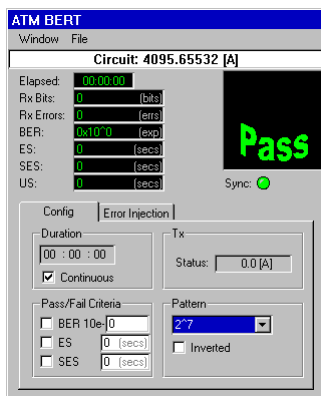 ATM BERT
Window File
Circuit: 4095.65532 [A]
Elapsed: 00:00:00
Rx Bits: 0 (bits)
Rx Errors: 0 (errs)
BER: 0x10^0 (exp)
ES: 0 (secs)
SES: 0 (secs)
US: 0 (secs)
Pass
Sync:
Config Error Injection
Duration
00 : 00 : 00
Continuous
Tx
Status: 0.0 [A]
Pass/Fail Criteria
BER 10e- 0
ES 0 (secs)
SES 0 (secs)
Pattern
2^7
Inverted